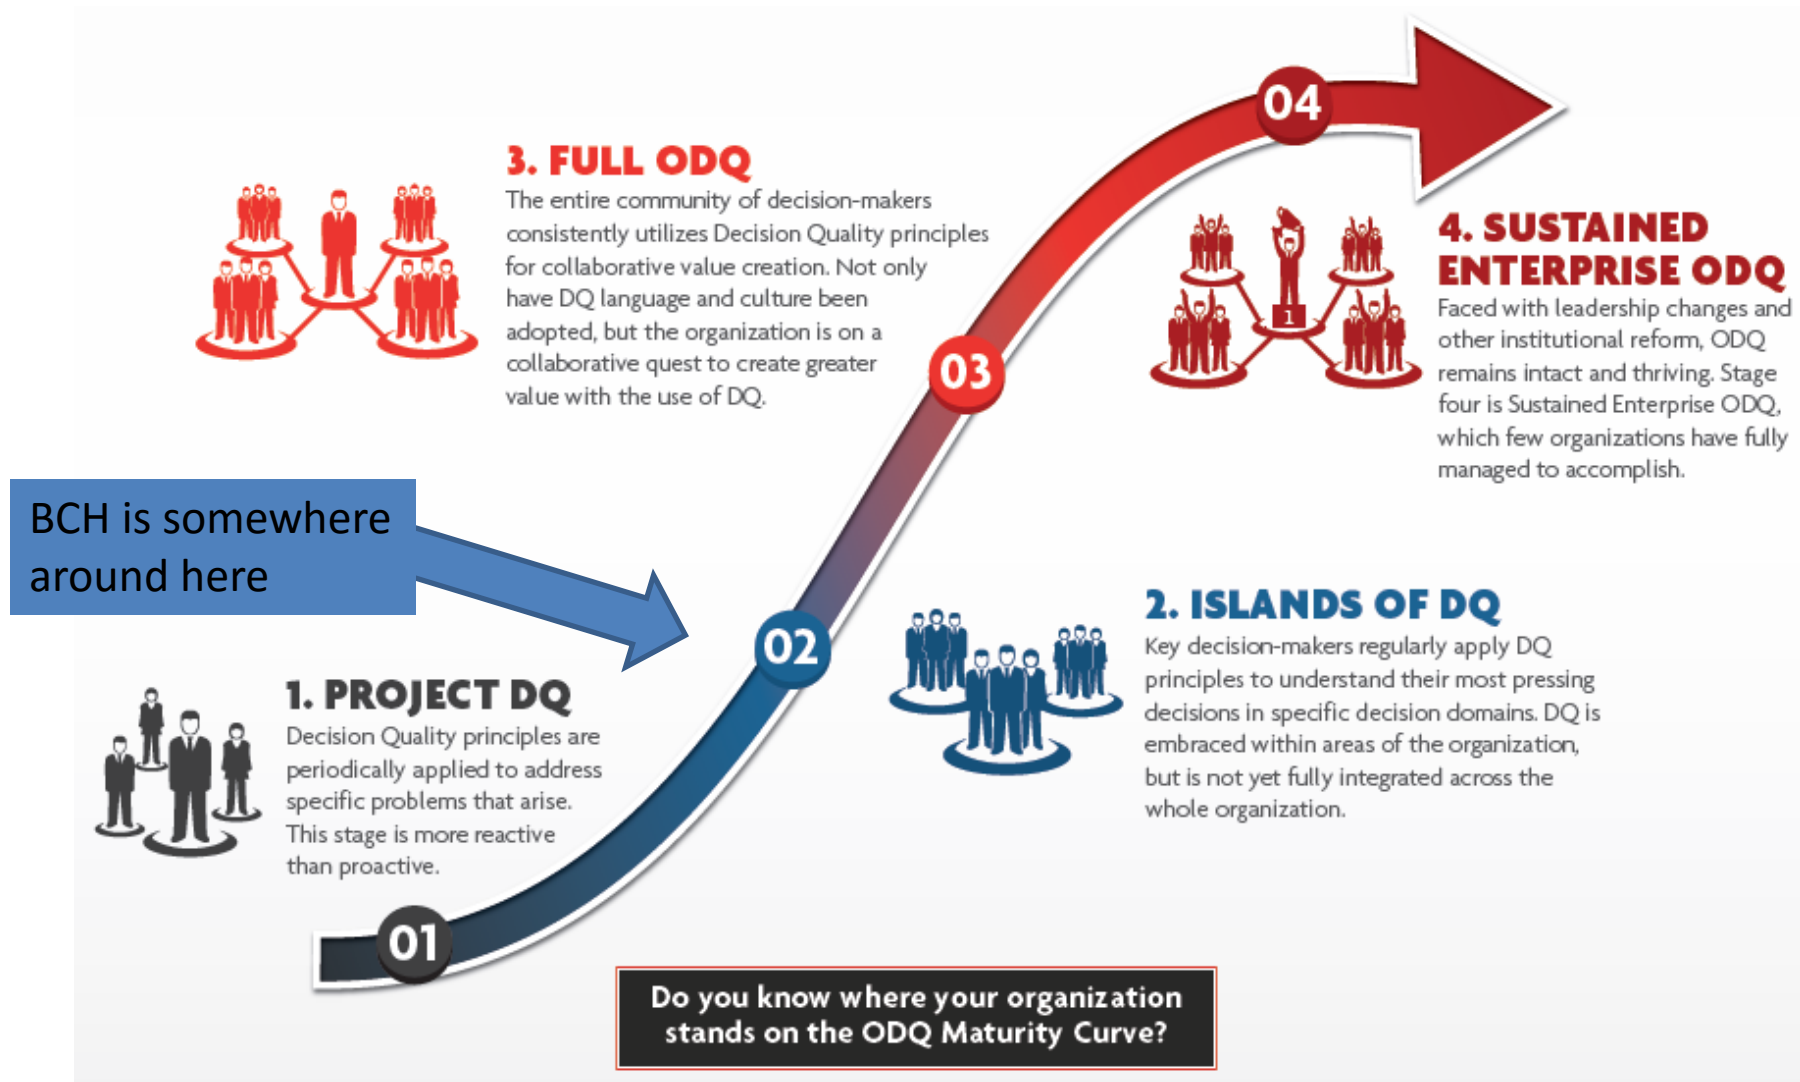 04
3. FULL ODQ
The entire community of decision-makers
consistently utilizes Decision Quality principles
for collaborative value creation. Not only
have DQ language and culture been
adopted, but the organization is on a
collaborative quest to create greater
value with the use of DQ.
4. SUSTAINED
ENTERPRISE ODQ
Faced with leadership changes and
other institutional reform, ODQ
remains intact and thriving. Stage
four is Sustained Enterprise ODQ,
which few organizations have fully
managed to accomplish.
1
03
BCH is somewhere
around here
02
2. ISLANDS OF DQ
Key decision-makers regularly apply DQ
principles to understand their most pressing
decisions in specific decision domains. DQ is
embraced within areas of the organization,
but is not yet fully integrated across the
whole organization.
1. PROJECT DQ
Decision Quality principles are
periodically applied to address
specific problems that arise.
This stage is more reactive
than proactive.
01
Do you know where your organization
stands on the ODQ Maturity Curve?